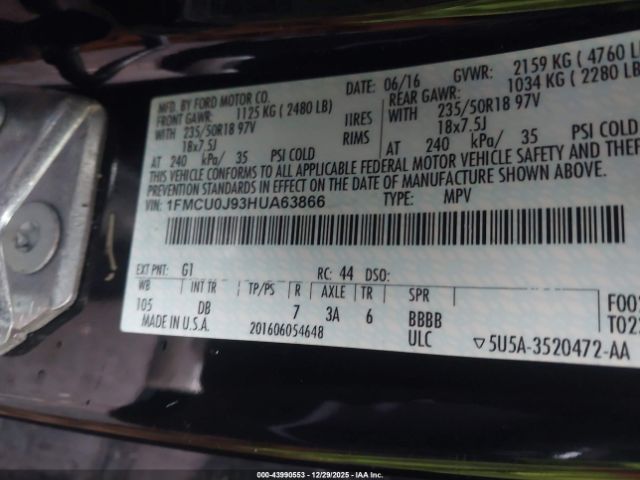 MFD. BY FORD MOTOR CO. DATE: 06/16 GVWR: 2159 KG (4760 LB
FRONT GAWR: 1125 KG (2480 LB) REAR GAWR: 1034 KG (2280 LB
WITH 235/50R18 97V TIRES WITH 235/50R18 97V
18x7.5J RIMS 18x7.5J
AT 240 kPa/ 35 PSI COLD AT 240 kPa/ 35 PSI COLD
THIS VEHICLE CONFORMS TO ALL APPLICABLE FEDERAL MOTOR VEHICLE SAFETY AND THEFT
PREVENTION STANDARDS IN EFFECT ON THE DATE OF MANUFACTURE SHOWN ABOVE.
VIN: 1FMCU0J93HUA63866 TYPE: MPV
EXT PNT: G1 RC: 44 DSO:
WB INT TR TP/PS R AXLE TR SPR
105 DB 7 3A 6 BBBB
MADE IN U.S.A. 201606054648 ULC ▽5U5A-3520472-AA
000-43990553 - 12/29/2025 - IAAI.com